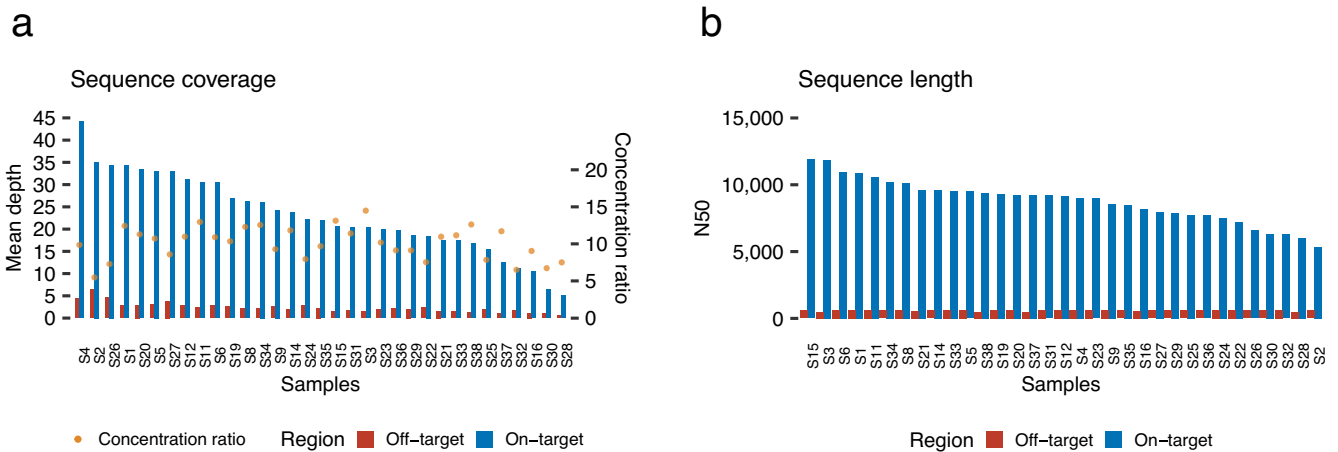 a
Sequence coverage
45
40
35
30
25
20
15
10
5
0
Mean depth
20
15
10
5
0
Concentration ratio
S4 S2 S26 S1 S20 S5 S27 S12 S11 S6 S19 S8 S34 S9 S14 S24 S35 S15 S31 S3 S23 S36 S29 S22 S21 S33 S38 S25 S37 S32 S16 S30 S28
Samples
Concentration ratio Region Off−target On−target
b
Sequence length
15,000
10,000
5,000
0
N50
S15 S3 S6 S1 S11 S34 S8 S21 S14 S33 S5 S38 S19 S20 S37 S31 S12 S4 S23 S9 S35 S16 S27 S29 S25 S36 S24 S22 S26 S30 S32 S28 S2
Samples
Region Off−target On−target